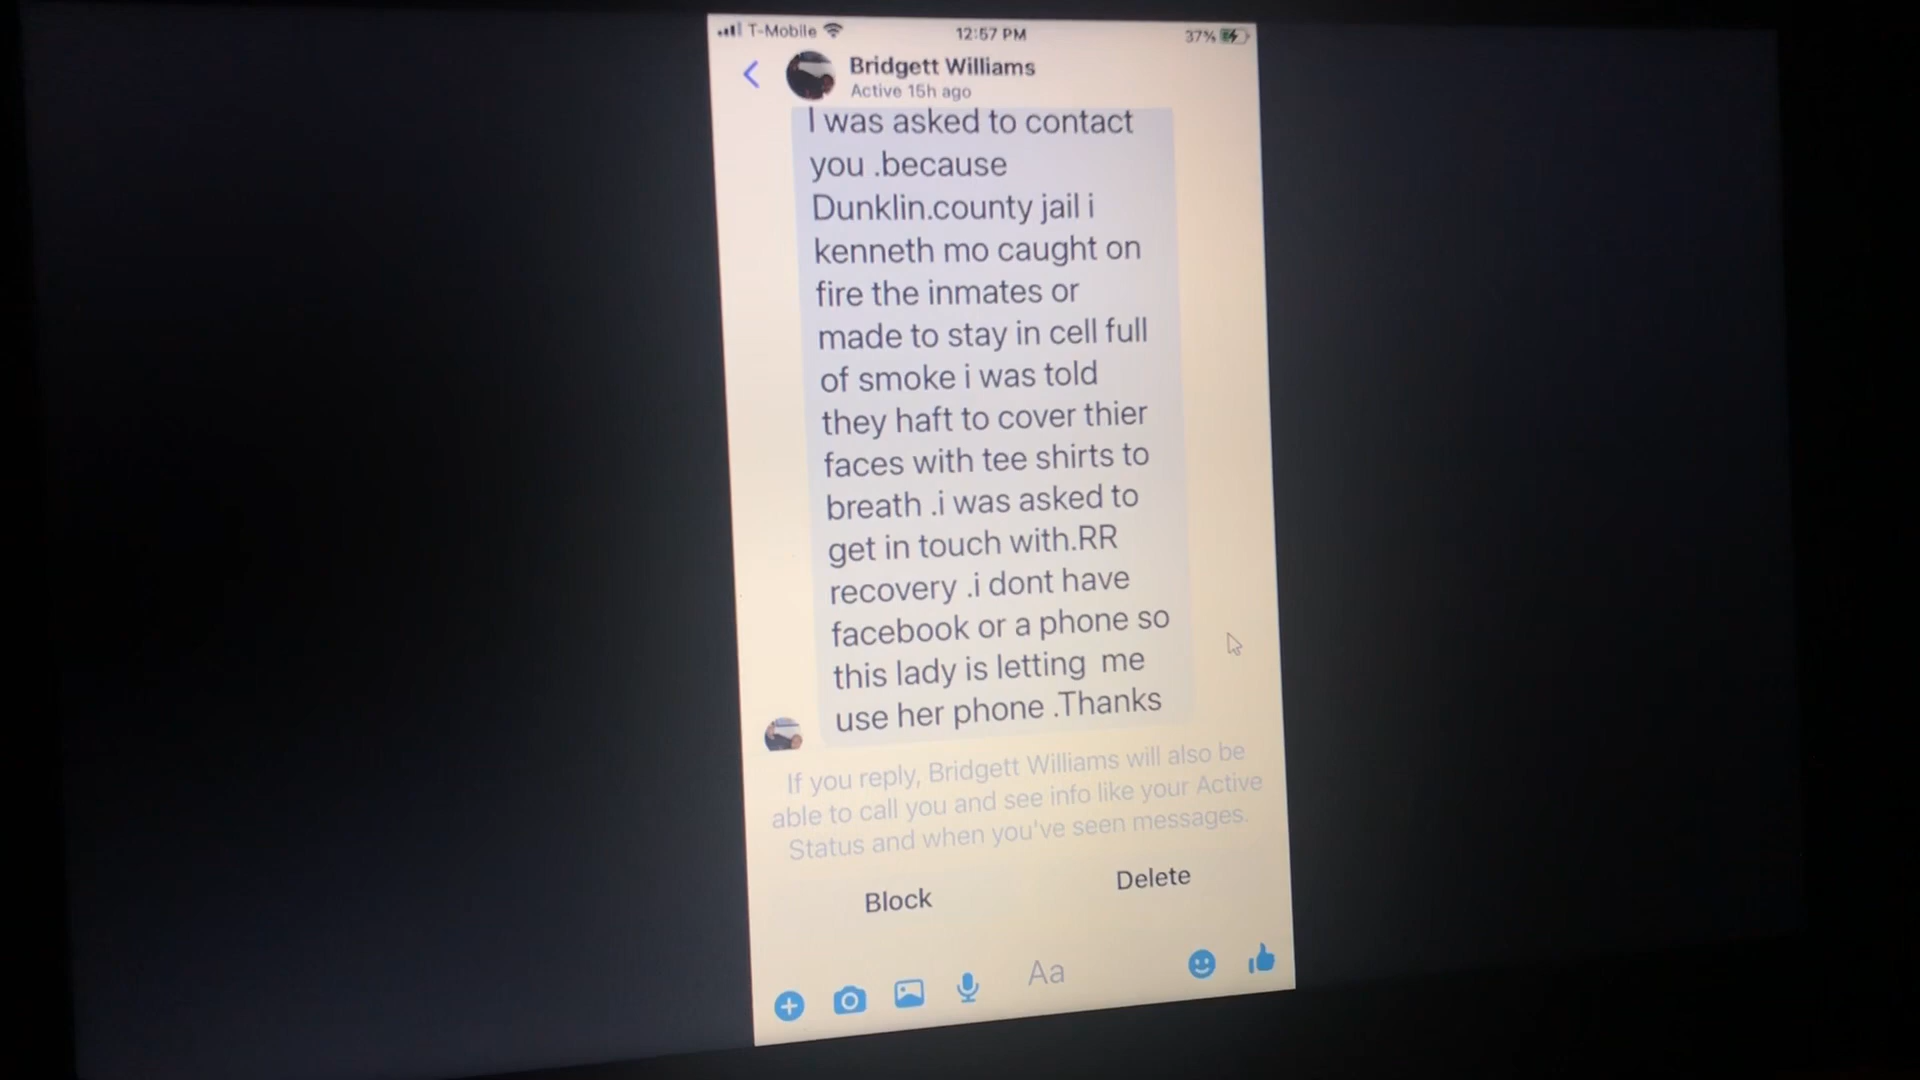 T-Mobile
12:57 PM
37%
Bridgett Williams
Active 15h ago
I was asked to contact
you .because
Dunklin.county jail i
kenneth mo caught on
fire the inmates or
made to stay in cell full
of smoke i was told
they haft to cover thier
faces with tee shirts to
breath .i was asked to
get in touch with.RR
recovery .i dont have
facebook or a phone so
this lady is letting  me
use her phone .Thanks
If you reply, Bridgett Williams will also be
able to call you and see info like your Active
Status and when you've seen messages.
Block
Delete
Aa